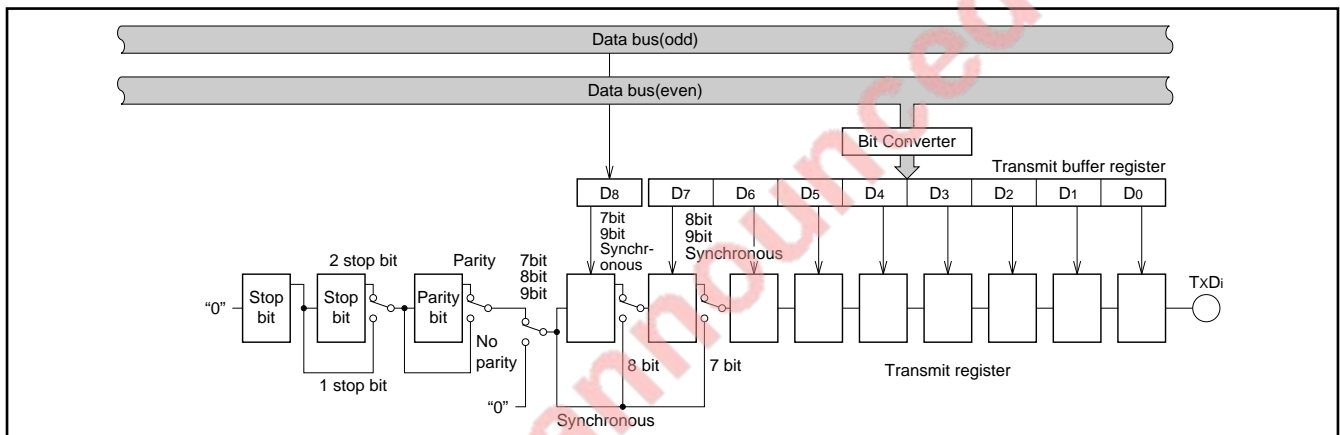 Data bus(odd)
Data bus(even)
Bit Converter
Transmit buffer register
D8
D7
D6
D5
D4
D3
D2
D1
D0
7bit
9bit
Synchr-
onous
8bit
9bit
Synchronous
2 stop bit
Parity
7bit
8bit
9bit
"0"
Stop
bit
Stop
bit
Parity
bit
TxDi
No
parity
1 stop bit
8 bit
7 bit
Transmit register
"0"
Synchronous
announced